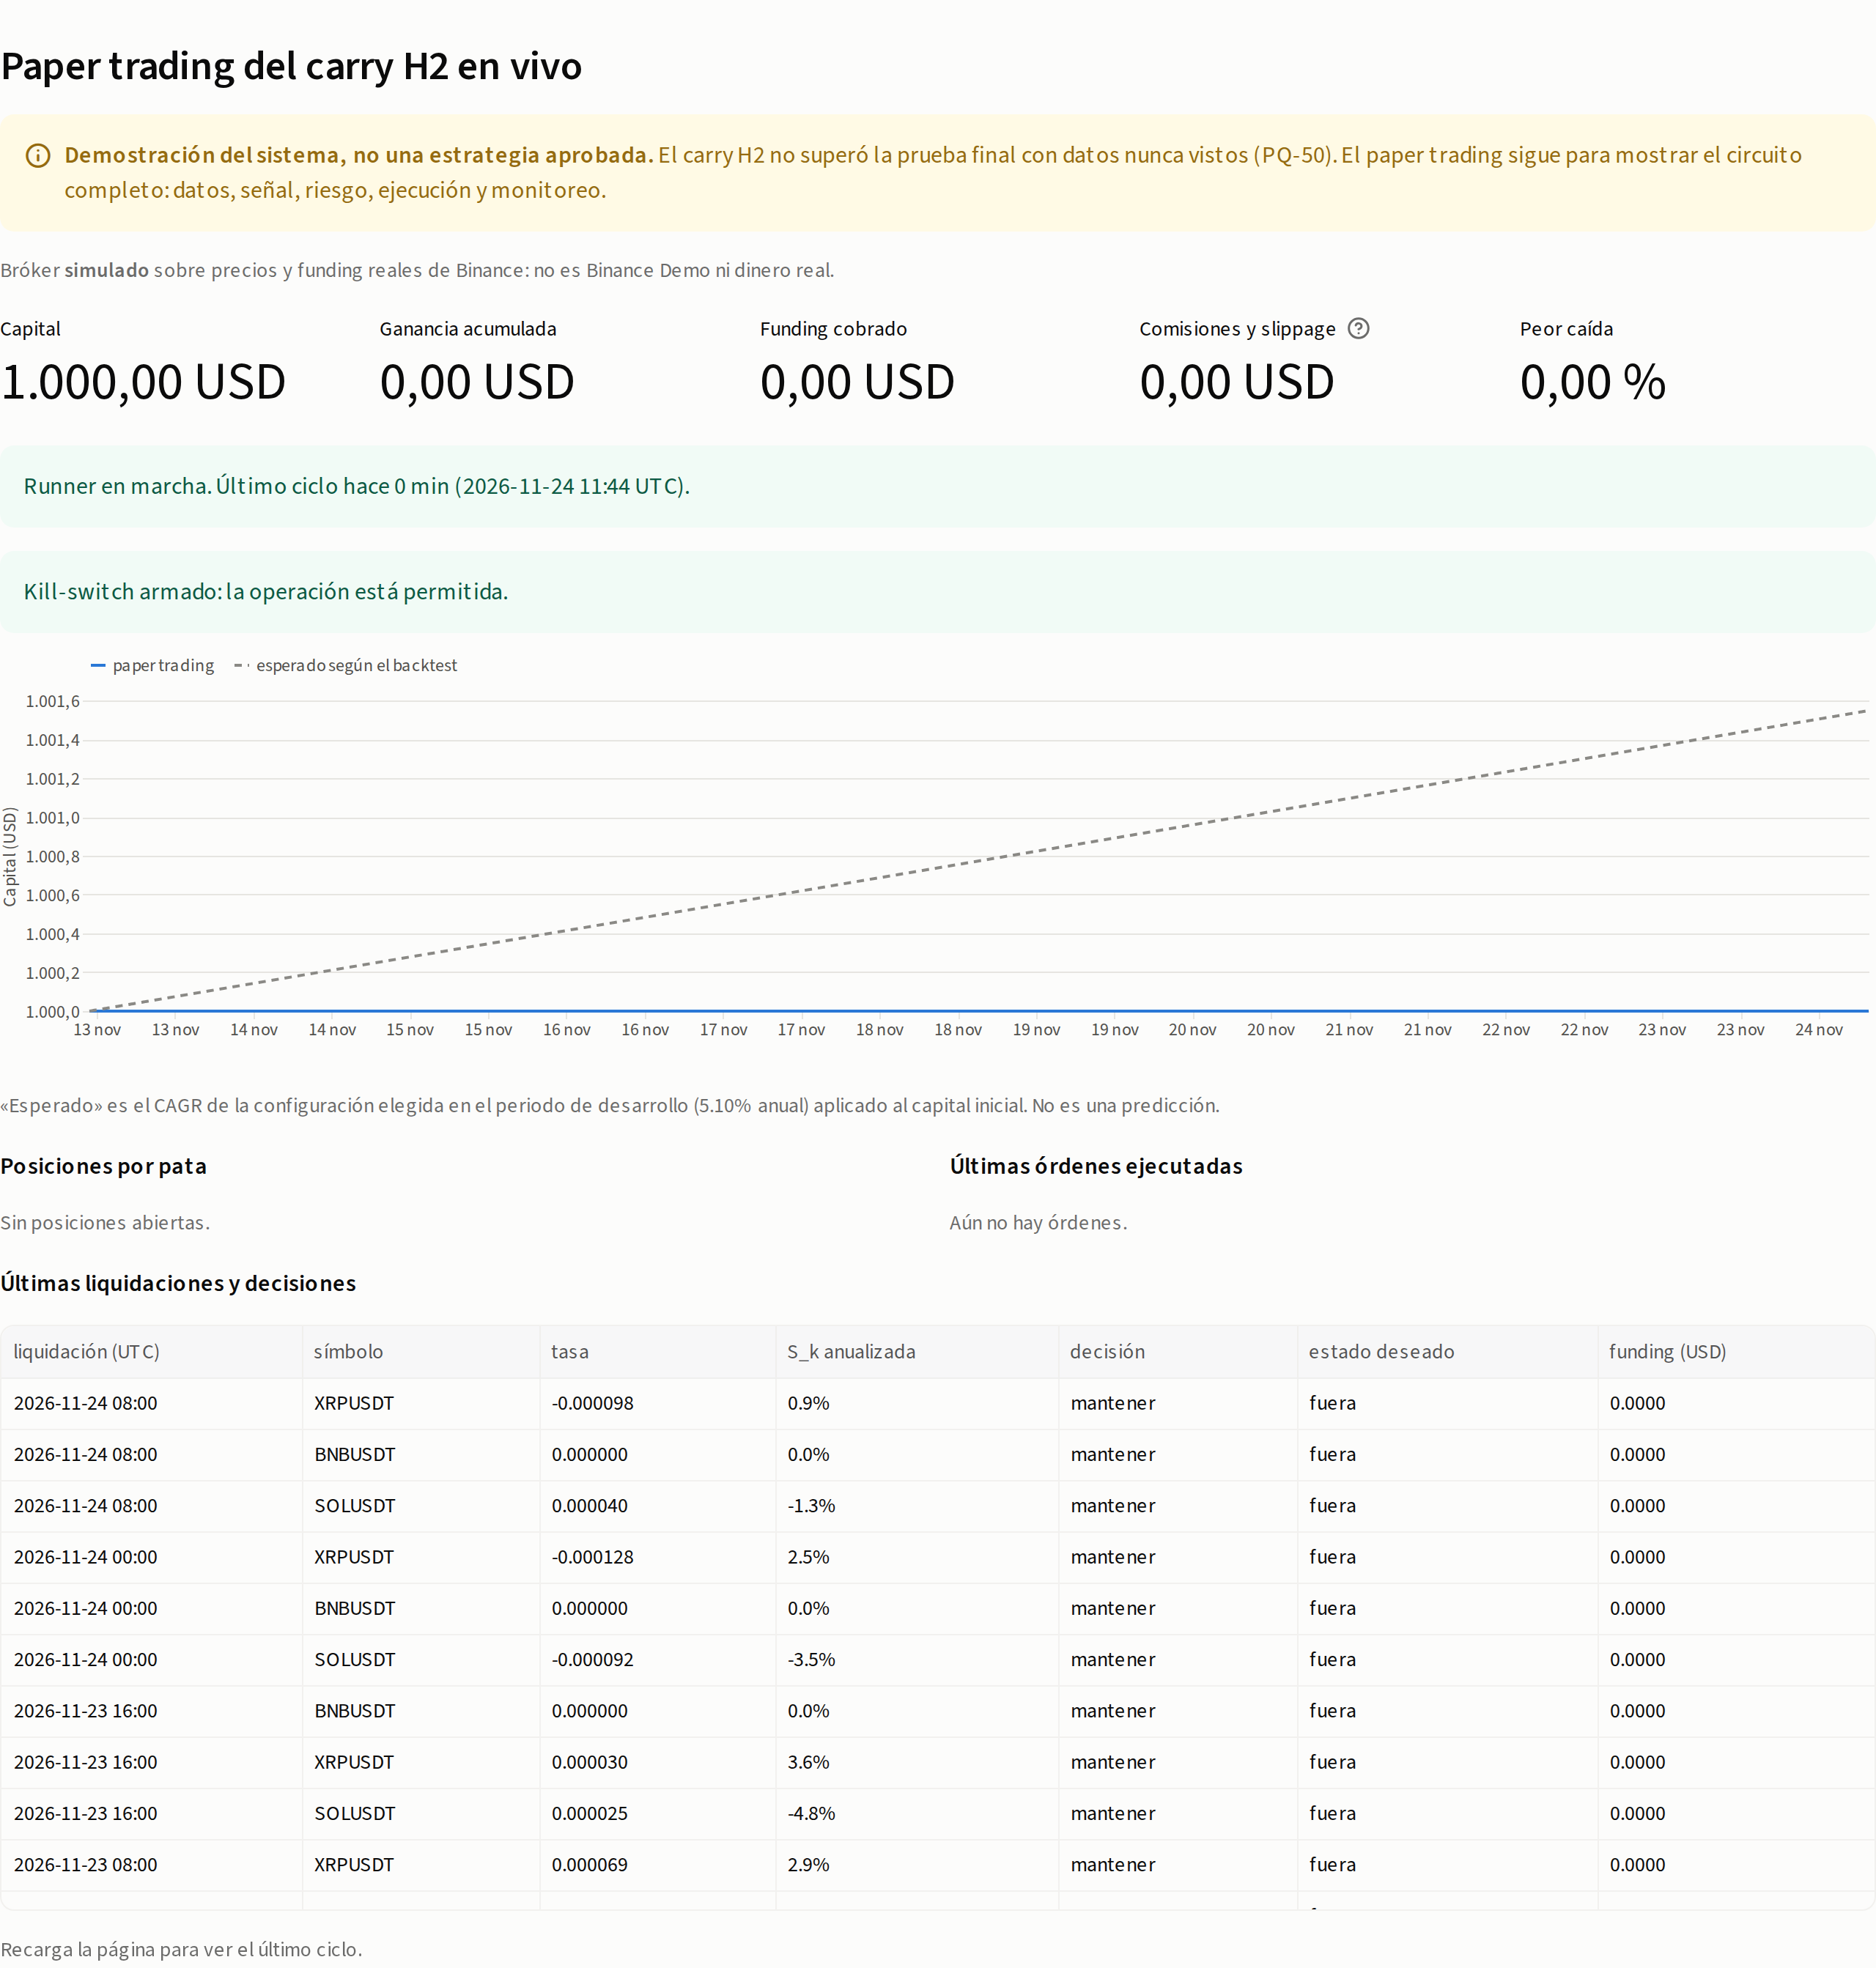 Paper trading del carry H2 en vivo
Demostración del sistema, no una estrategia aprobada. El carry H2 no superó la prueba final con datos nunca vistos (PQ-50). El paper trading sigue para mostrar el circuito
completo: datos, señal, riesgo, ejecución y monitoreo.
Bróker simulado sobre precios y funding reales de Binance: no es Binance Demo ni dinero real.
Capital Ganancia acumulada Funding cobrado Comisiones y slippage Peor caída
1.000,00 USD 0,00 USD 0,00 USD 0,00 USD 0,00 %
Runner en marcha. Último ciclo hace 0 min (2026-11-24 11:44 UTC).
Kill-switch armado: la operación está permitida.
paper trading esperado según el backtest
Capital (USD)
1.001,6
1.001,4
1.001,2
1.001,0
1.000,8
1.000,6
1.000,4
1.000,2
1.000,0
13 nov 13 nov 14 nov 14 nov 15 nov 15 nov 16 nov 16 nov 17 nov 17 nov 18 nov 18 nov 19 nov 19 nov 20 nov 20 nov 21 nov 21 nov 22 nov 22 nov 23 nov 23 nov 24 nov
«Esperado» es el CAGR de la configuración elegida en el periodo de desarrollo (5.10% anual) aplicado al capital inicial. No es una predicción.
Posiciones por pata
Sin posiciones abiertas.
Últimas órdenes ejecutadas
Aún no hay órdenes.
Últimas liquidaciones y decisiones
liquidación (UTC) símbolo tasa S_k anualizada decisión estado deseado funding (USD)
2026-11-24 08:00 XRPUSDT -0.000098 0.9% mantener fuera 0.0000
2026-11-24 08:00 BNBUSDT 0.000000 0.0% mantener fuera 0.0000
2026-11-24 08:00 SOLUSDT 0.000040 -1.3% mantener fuera 0.0000
2026-11-24 00:00 XRPUSDT -0.000128 2.5% mantener fuera 0.0000
2026-11-24 00:00 BNBUSDT 0.000000 0.0% mantener fuera 0.0000
2026-11-24 00:00 SOLUSDT -0.000092 -3.5% mantener fuera 0.0000
2026-11-23 16:00 BNBUSDT 0.000000 0.0% mantener fuera 0.0000
2026-11-23 16:00 XRPUSDT 0.000030 3.6% mantener fuera 0.0000
2026-11-23 16:00 SOLUSDT 0.000025 -4.8% mantener fuera 0.0000
2026-11-23 08:00 XRPUSDT 0.000069 2.9% mantener fuera 0.0000
Recarga la página para ver el último ciclo.